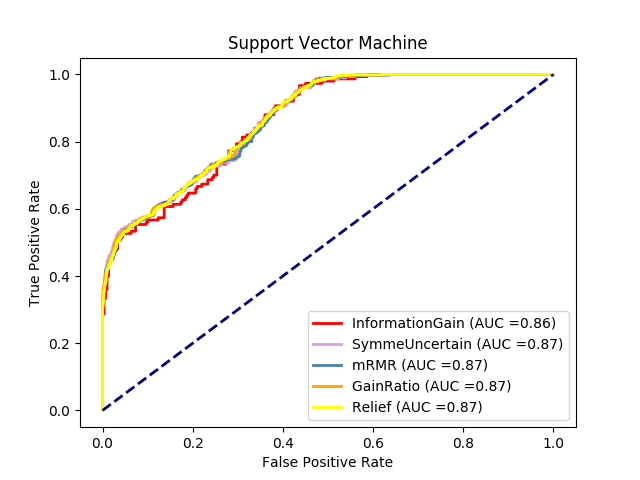 Support Vector Machine
True Positive Rate
1.0
0.8
0.6
0.4
0.2
0.0
InformationGain (AUC =0.86)
SymmeUncertain (AUC =0.87)
mRMR (AUC =0.87)
GainRatio (AUC =0.87)
Relief (AUC =0.87)
0.0 0.2 0.4 0.6 0.8 1.0
False Positive Rate